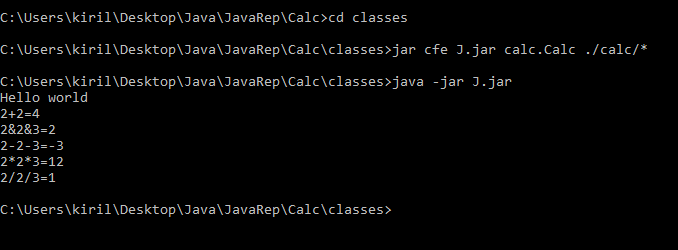 C:\Users\kiril\Desktop\Java\JavaRep\Calc>cd classes
C:\Users\kiril\Desktop\Java\JavaRep\Calc\classes>jar cfe J.jar calc.Calc ./calc/*
C:\Users\kiril\Desktop\Java\JavaRep\Calc\classes>java -jar J.jar
Hello world
2+2=4
2&2&3=2
2-2-3=-3
2*2*3=12
2/2/3=1
C:\Users\kiril\Desktop\Java\JavaRep\Calc\classes>